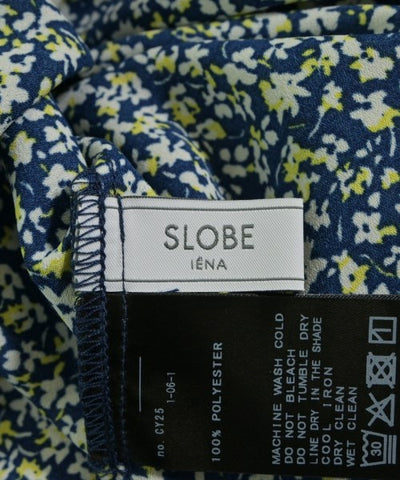 SLOBE
IÉNA
no. CY25
1-06-1
100% POLYESTER
MACHINE WASH COLD
DO NOT BLEACH
DO NOT TUMBLE DRY
LINE DRY IN THE SHADE
COOL IRON
DRY CLEAN
WET CLEAN
30